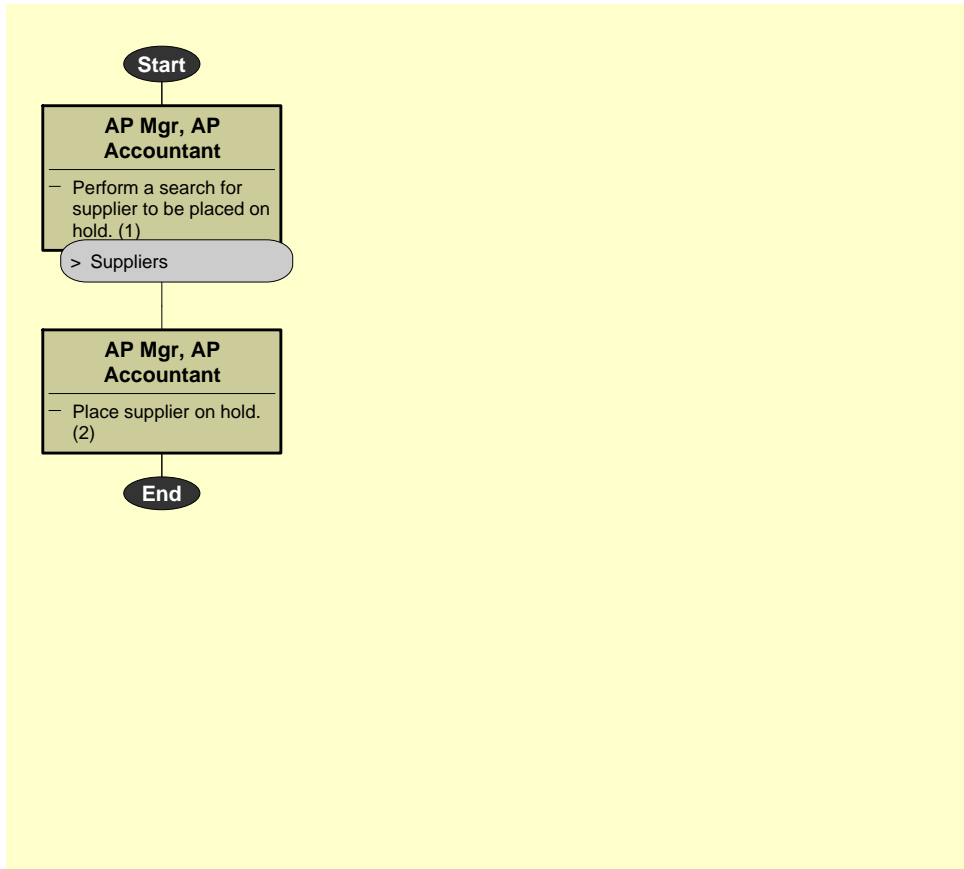 Start
AP Mgr, AP
Accountant
– Perform a search for
supplier to be placed on
hold. (1)
> Suppliers
AP Mgr, AP
Accountant
– Place supplier on hold.
(2)
End